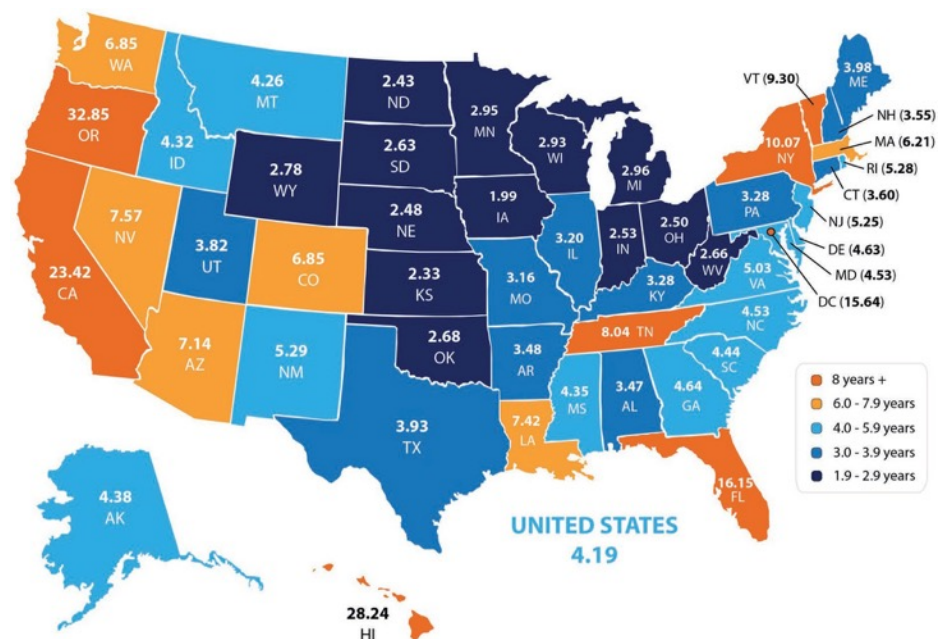 6.85
WA
32.85
OR
23.42
CA
7.57
NV
4.32
ID
4.26
MT
2.78
WY
3.82
UT
6.85
CO
7.14
AZ
5.29
NM
2.43
ND
2.63
SD
2.48
NE
2.33
KS
2.68
OK
3.93
TX
2.95
MN
1.99
IA
3.16
MO
3.48
AR
7.42
LA
2.93
WI
3.20
IL
2.96
MI
2.53
IN
2.50
OH
3.28
KY
8.04 TN
4.35
MS
3.47
AL
4.64
GA
16.15
FL
4.44
SC
4.53
NC
5.03
VA
2.66
WV
3.28
PA
10.07
NY
3.98
ME
VT (9.30)
NH (3.55)
MA (6.21)
RI (5.28)
CT (3.60)
NJ (5.25)
DE (4.63)
MD (4.53)
DC (15.64)
8 years +
6.0 - 7.9 years
4.0 - 5.9 years
3.0 - 3.9 years
1.9 - 2.9 years
UNITED STATES
4.19
4.38
AK
28.24
HI